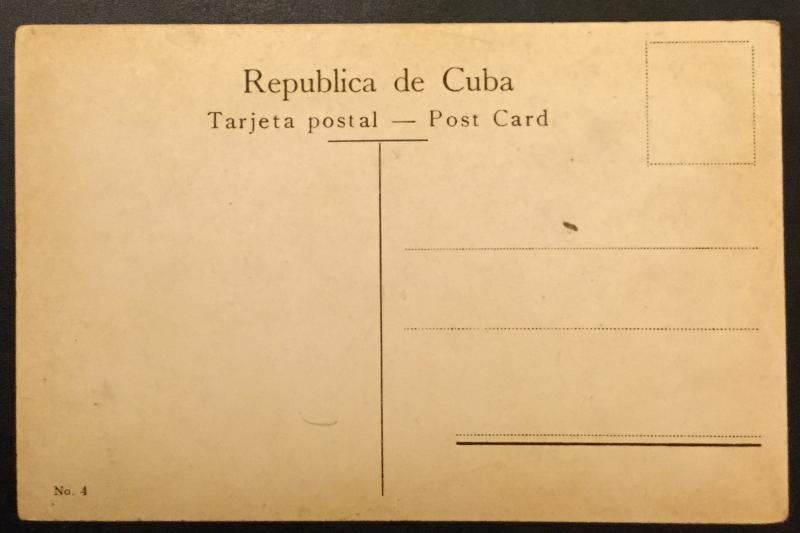 Republica de Cuba
Tarjeta postal — Post Card
No. 4